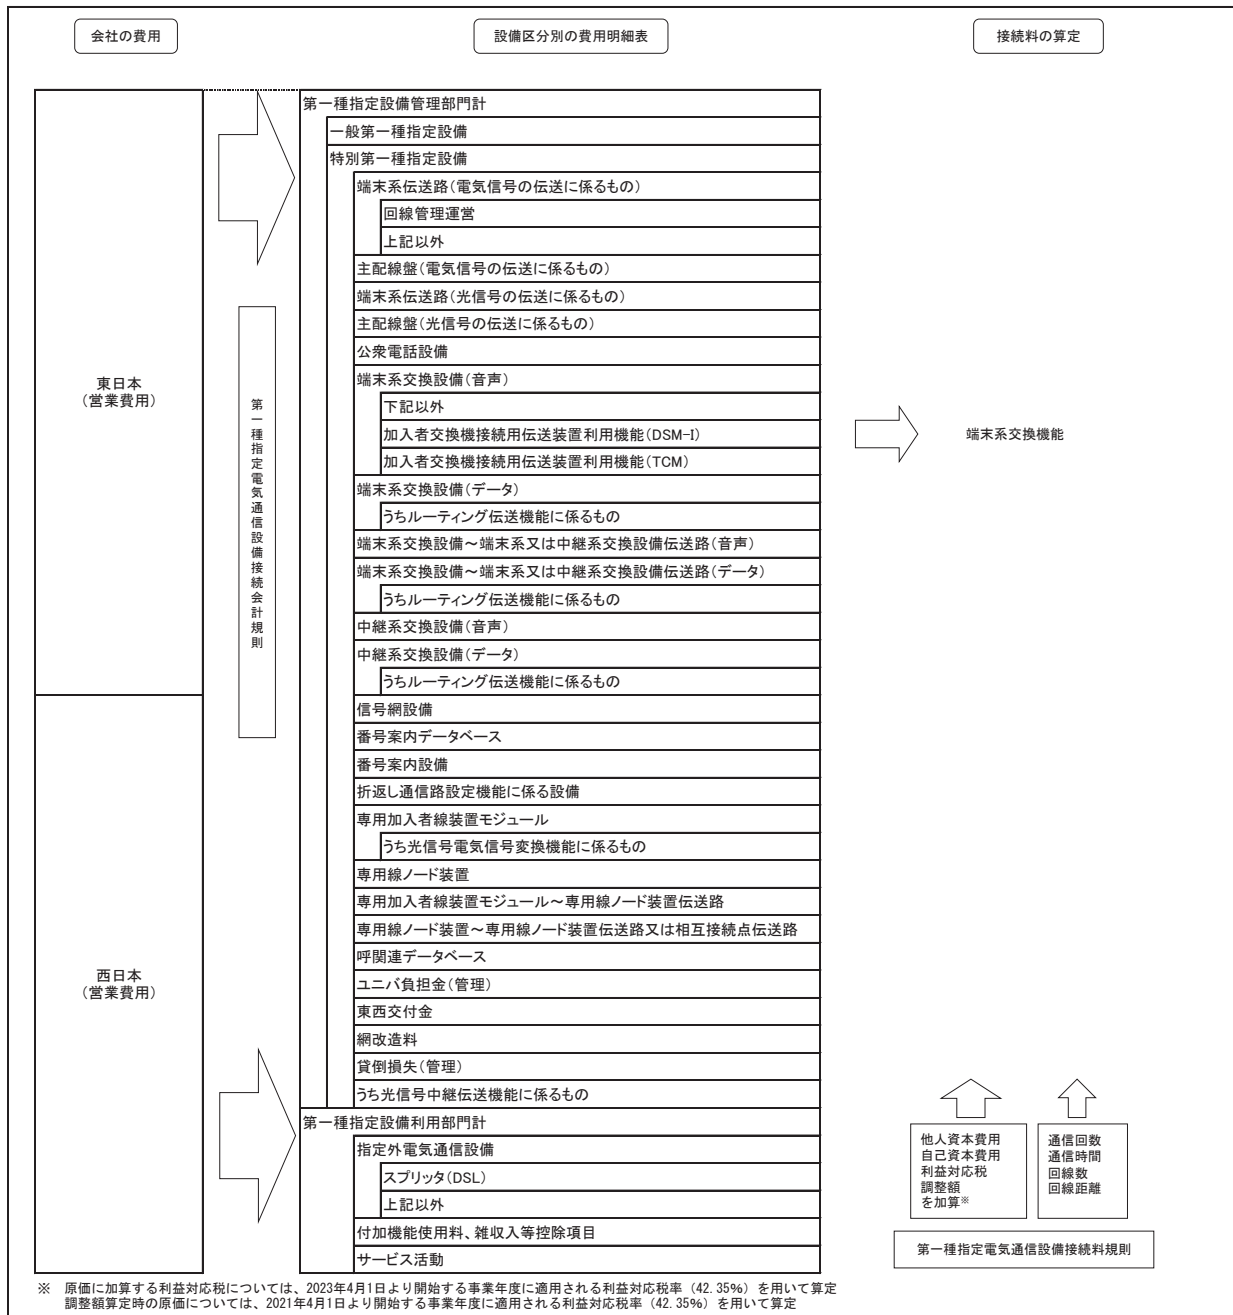 会社の費用
設備区分別の費用明細表
接続料の算定
東日本
(営業費用)
西日本
(営業費用)
第一種指定電気通信設備接続会計規則
第一種指定設備管理部門計
一般第一種指定設備
特別第一種指定設備
端末系伝送路(電気信号の伝送に係るもの)
回線管理運営
上記以外
主配線盤(電気信号の伝送に係るもの)
端末系伝送路(光信号の伝送に係るもの)
主配線盤(光信号の伝送に係るもの)
公衆電話設備
端末系交換設備(音声)
下記以外
加入者交換機接続用伝送装置利用機能(DSM-I)
加入者交換機接続用伝送装置利用機能(TCM)
端末系交換設備(データ)
うちルーティング伝送機能に係るもの
端末系交換設備～端末系又は中継系交換設備伝送路(音声)
端末系交換設備～端末系又は中継系交換設備伝送路(データ)
うちルーティング伝送機能に係るもの
中継系交換設備(音声)
中継系交換設備(データ)
うちルーティング伝送機能に係るもの
信号網設備
番号案内データベース
番号案内設備
折返し通信路設定機能に係る設備
専用加入者線装置モジュール
うち光信号電気信号変換機能に係るもの
専用線ノード装置
専用加入者線装置モジュール～専用線ノード装置伝送路
専用線ノード装置～専用線ノード装置伝送路又は相互接続点伝送路
呼関連データベース
ユニバ負担金(管理)
東西交付金
網改造料
貸倒損失(管理)
うち光信号中継伝送機能に係るもの
第一種指定設備利用部門計
指定外電気通信設備
スプリッタ(DSL)
上記以外
付加機能使用料、雑収入等控除項目
サービス活動
端末系交換機能
他人資本費用
自己資本費用
利益対応税
調整額
を加算※
通信回数
通信時間
回線数
回線距離
第一種指定電気通信設備接続料規則
※ 原価に加算する利益対応税については、2023年4月1日より開始する事業年度に適用される利益対応税率(42.35%)を用いて算定
調整額算定時の原価については、2021年4月1日より開始する事業年度に適用される利益対応税率(42.35%)を用いて算定